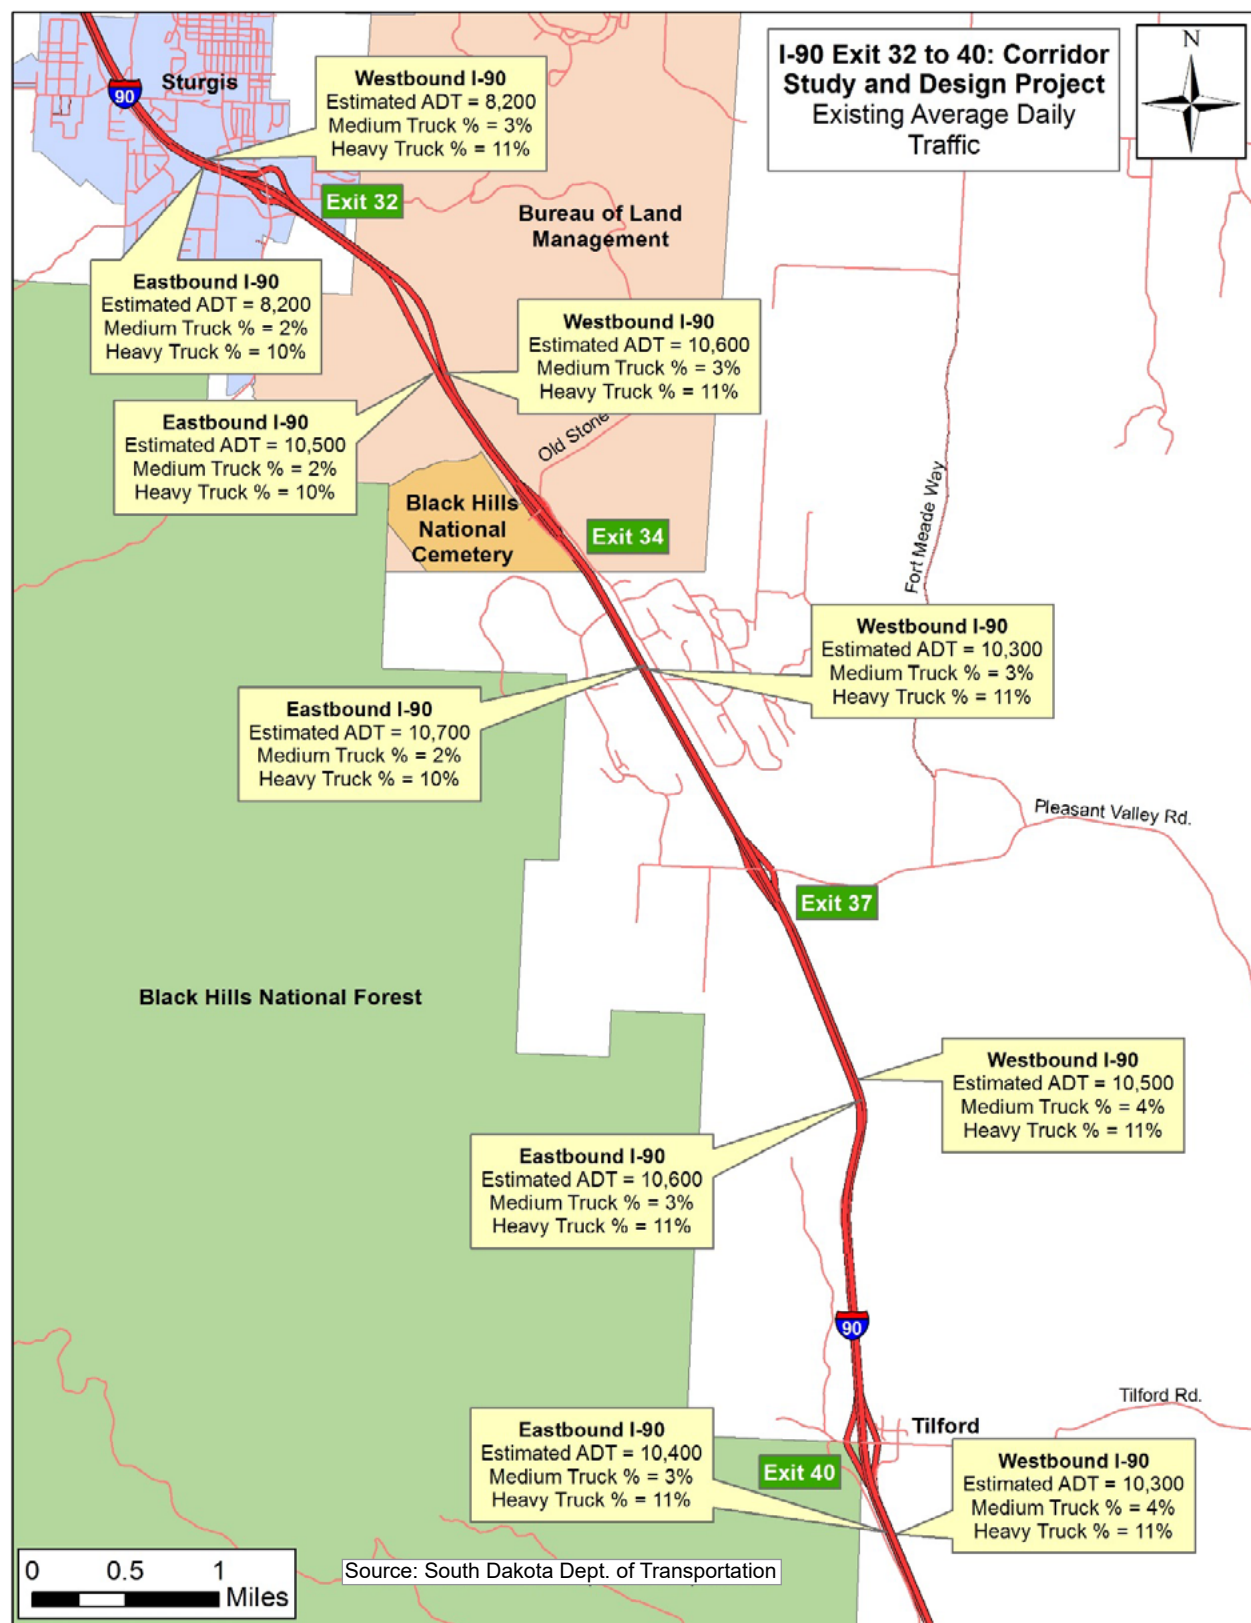 I-90 Exit 32 to 40: Corridor
Study and Design Project
Existing Average Daily
Traffic
N
90
Sturgis
Westbound I-90
Estimated ADT = 8,200
Medium Truck % = 3%
Heavy Truck % = 11%
Exit 32
Bureau of Land
Management
Eastbound I-90
Estimated ADT = 8,200
Medium Truck % = 2%
Heavy Truck % = 10%
Westbound I-90
Estimated ADT = 10,600
Medium Truck % = 3%
Heavy Truck % = 11%
Eastbound I-90
Estimated ADT = 10,500
Medium Truck % = 2%
Heavy Truck % = 10%
Old Stone
Black Hills
National
Cemetery
Exit 34
Fort Meade Way
Westbound I-90
Estimated ADT = 10,300
Medium Truck % = 3%
Heavy Truck % = 11%
Eastbound I-90
Estimated ADT = 10,700
Medium Truck % = 2%
Heavy Truck % = 10%
Pleasant Valley Rd.
Exit 37
Black Hills National Forest
Westbound I-90
Estimated ADT = 10,500
Medium Truck % = 4%
Heavy Truck % = 11%
Eastbound I-90
Estimated ADT = 10,600
Medium Truck % = 3%
Heavy Truck % = 11%
90
Tilford Rd.
Tilford
Eastbound I-90
Estimated ADT = 10,400
Medium Truck % = 3%
Heavy Truck % = 11%
Exit 40
Westbound I-90
Estimated ADT = 10,300
Medium Truck % = 4%
Heavy Truck % = 11%
0 0.5 1
Miles
Source: South Dakota Dept. of Transportation